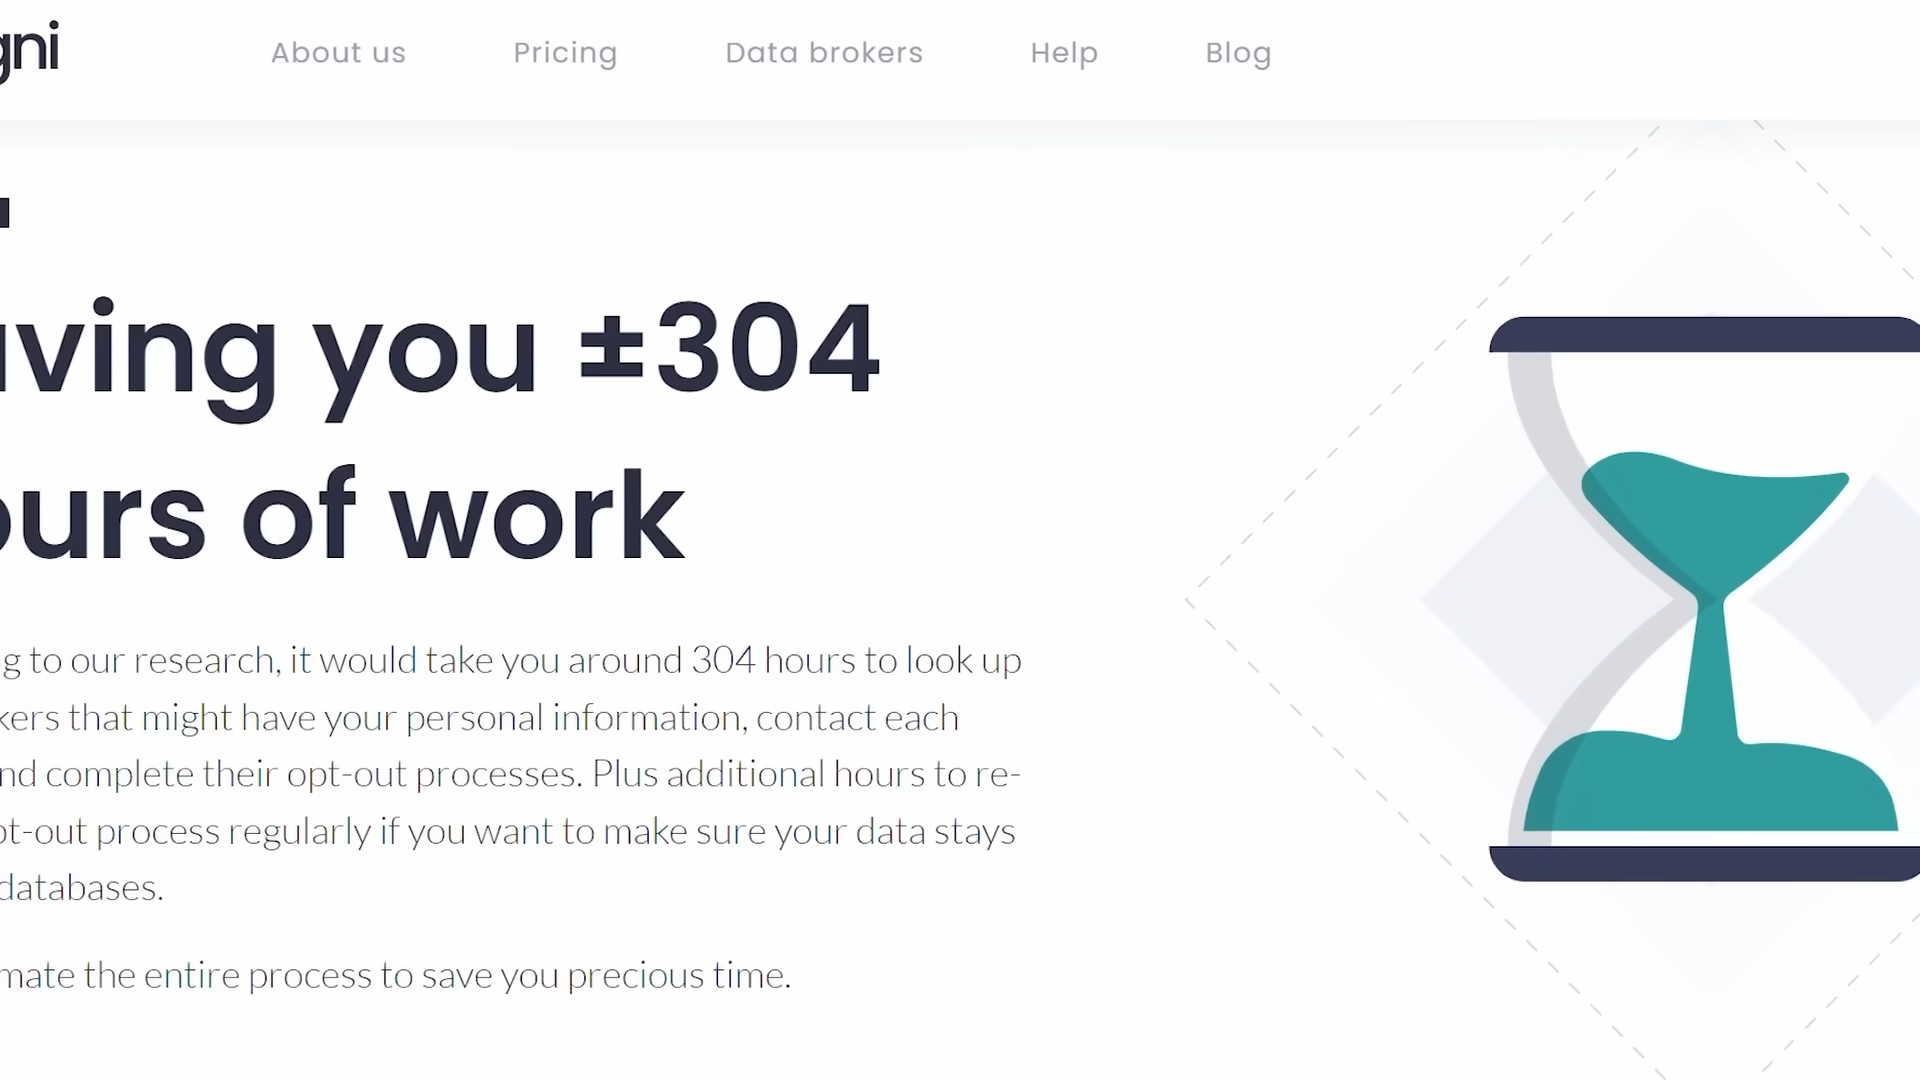 gni
About us Pricing Data brokers Help Blog
aving you ±304
ours of work
g to our research, it would take you around 304 hours to look up
kers that might have your personal information, contact each
nd complete their opt-out processes. Plus additional hours to re-
pt-out process regularly if you want to make sure your data stays
databases.
mate the entire process to save you precious time.